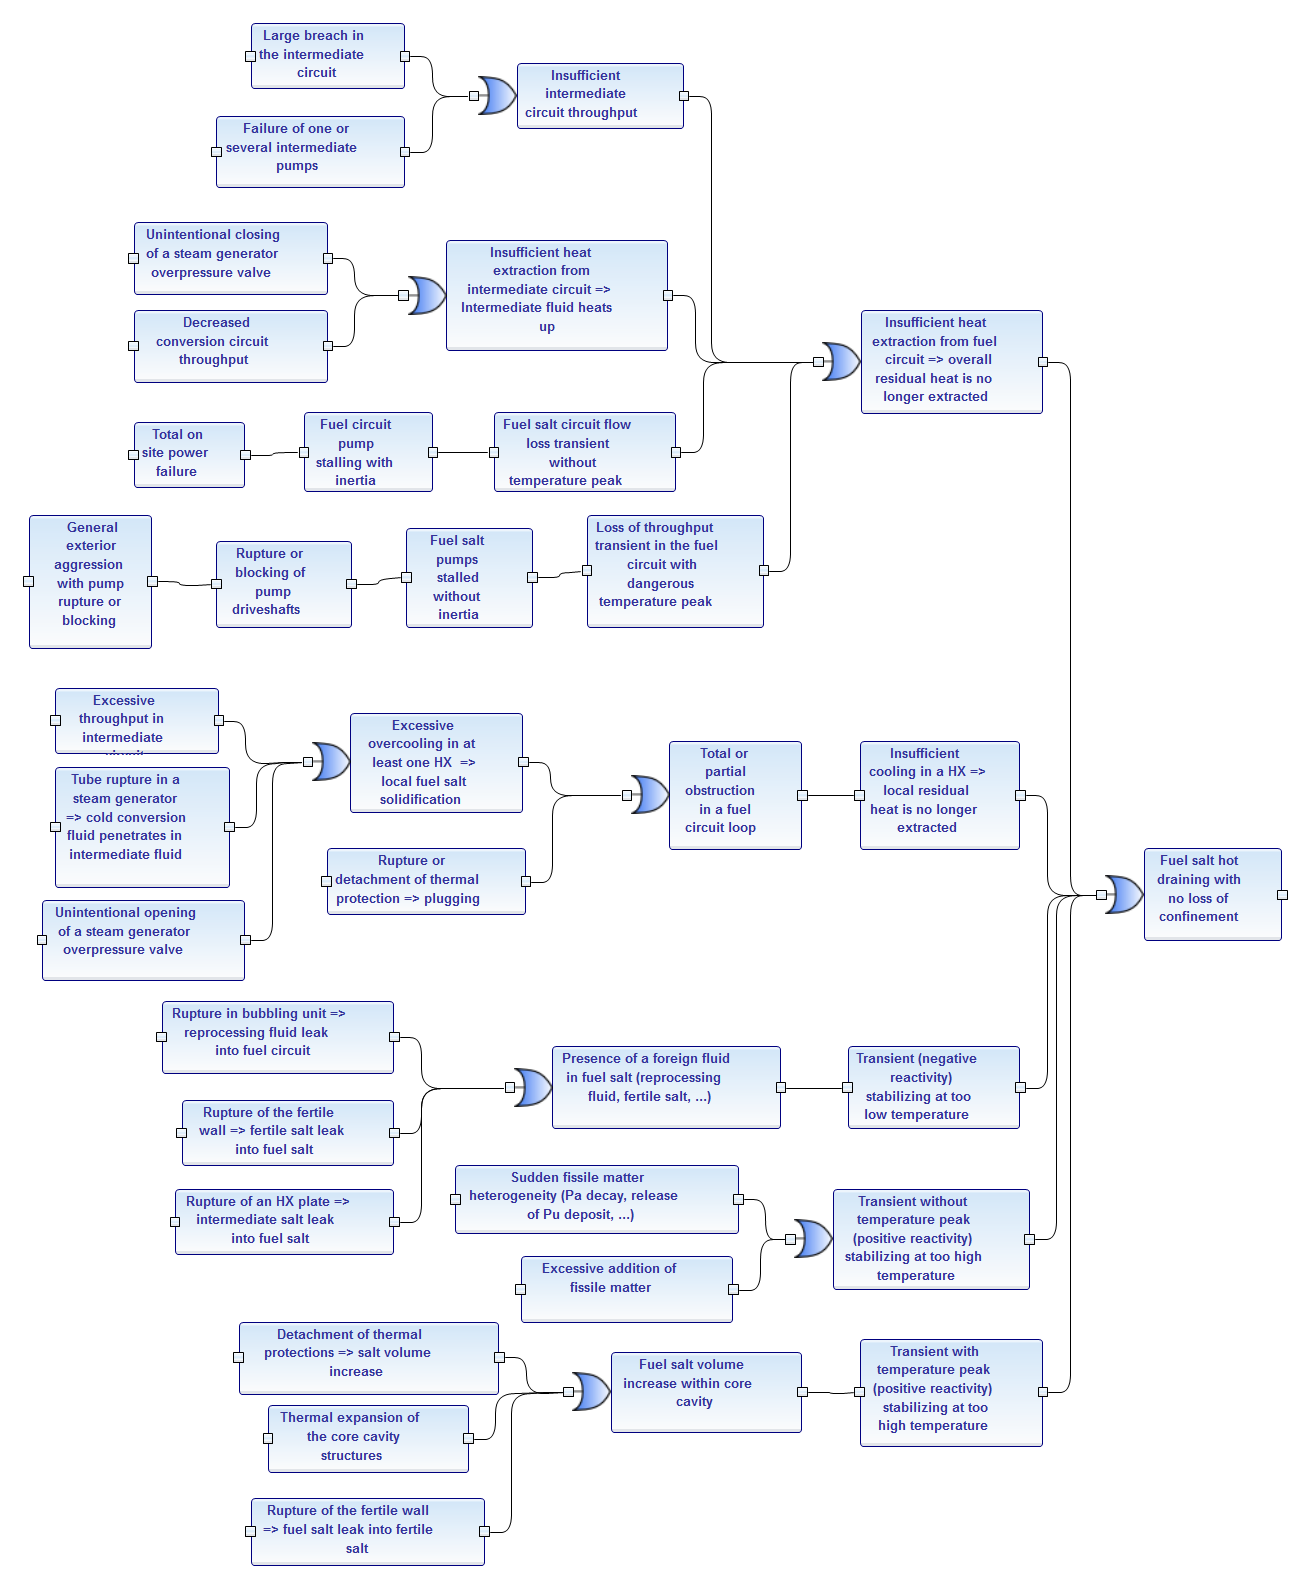 Large breach in
the intermediate
circuit
Failure of one or
several intermediate
pumps
Insufficient
intermediate
circuit throughput
Unintentional closing
of a steam generator
overpressure valve
Decreased
conversion circuit
throughput
Insufficient heat
extraction from
intermediate circuit =>
Intermediate fluid heats
up
Total on
site power
failure
Fuel circuit
pump
stalling with
inertia
Fuel salt circuit flow
loss transient
without
temperature peak
General
exterior
aggression
with pump
rupture or
blocking
Rupture or
blocking of
pump
driveshafts
Fuel salt
pumps
stalled
without
inertia
Loss of throughput
transient in the fuel
circuit with
dangerous
temperature peak
Insufficient heat
extraction from fuel
circuit => overall
residual heat is no
longer extracted
Excessive
throughput in
intermediate
Tube rupture in a
steam generator
=> cold conversion
fluid penetrates in
intermediate fluid
Unintentional opening
of a steam generator
overpressure valve
Excessive
overcooling in at
least one HX =>
local fuel salt
solidification
Rupture or
detachment of thermal
protection => plugging
Total or
partial
obstruction
in a fuel
circuit loop
Insufficient
cooling in a HX =>
local residual
heat is no longer
extracted
Fuel salt hot
draining with
no loss of
confinement
Rupture in bubbling unit =>
reprocessing fluid leak
into fuel circuit
Rupture of the fertile
wall => fertile salt leak
into fuel salt
Rupture of an HX plate =>
intermediate salt leak
into fuel salt
Presence of a foreign fluid
in fuel salt (reprocessing
fluid, fertile salt, ...)
Transient (negative
reactivity)
stabilizing at too
low temperature
Sudden fissile matter
heterogeneity (Pa decay, release
of Pu deposit, ...)
Excessive addition of
fissile matter
Transient without
temperature peak
(positive reactivity)
stabilizing at too high
temperature
Detachment of thermal
protections => salt volume
increase
Thermal expansion of
the core cavity
structures
Rupture of the fertile wall
=> fuel salt leak into fertile
salt
Fuel salt volume
increase within core
cavity
Transient with
temperature peak
(positive reactivity)
stabilizing at too
high temperature